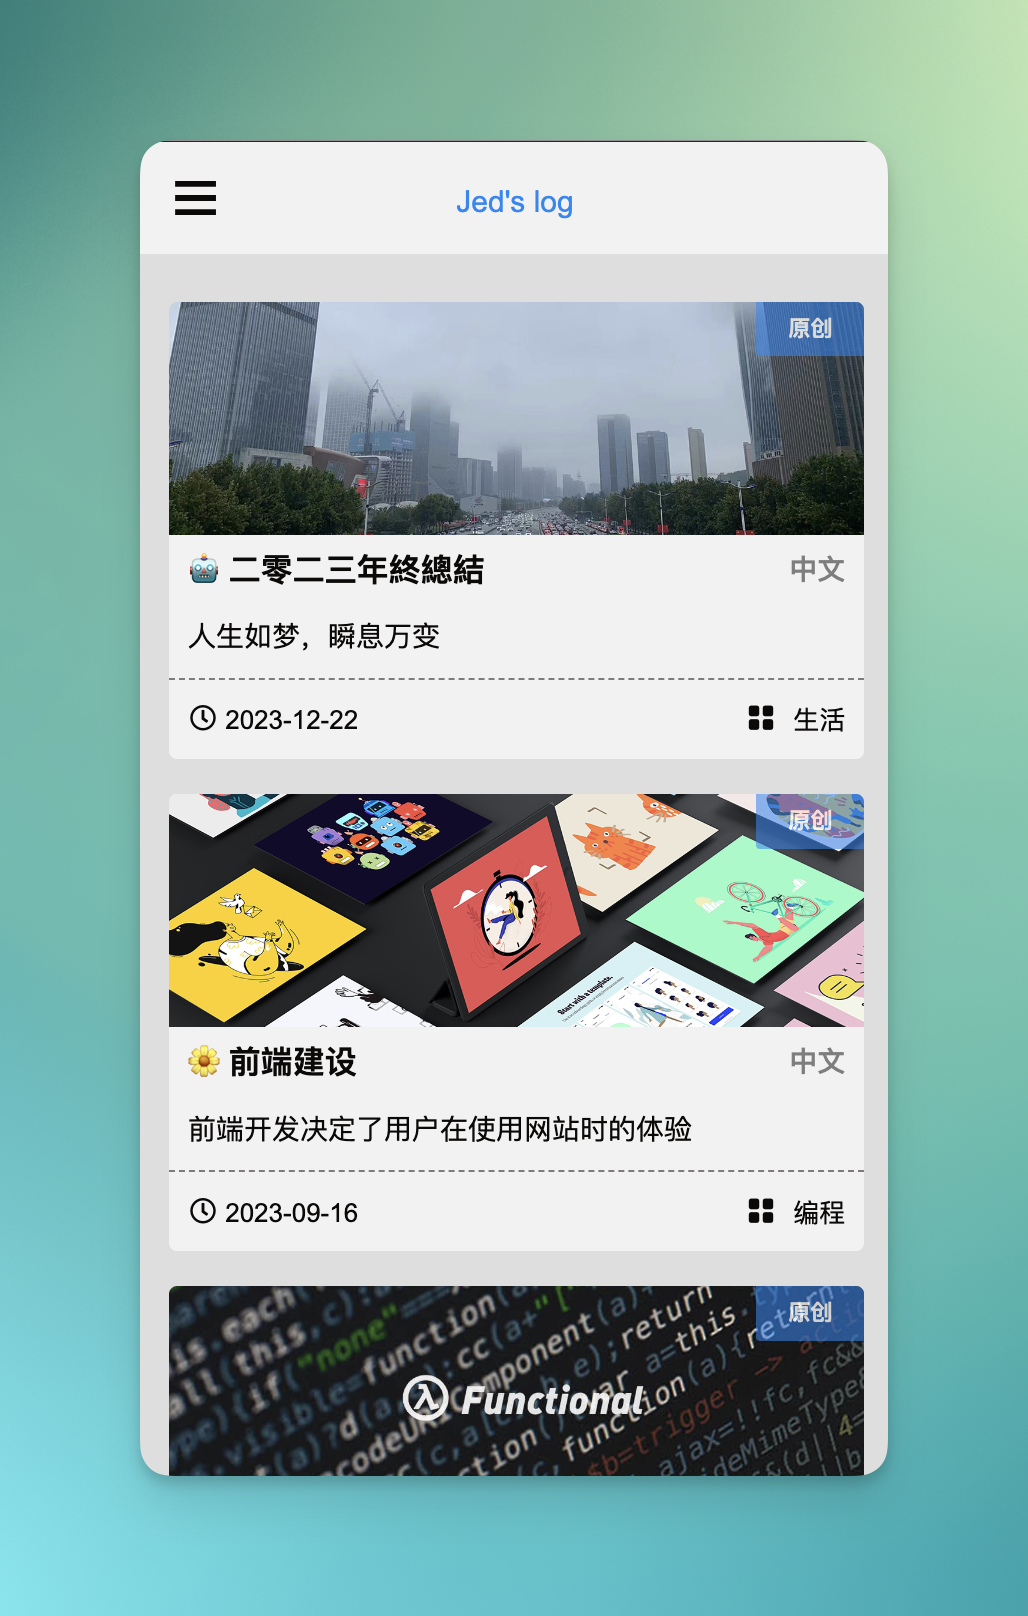 Jed's log
原创
🤖 二零二三年終總結
中文
人生如梦，瞬息万变
2023-12-22
生活
原创
Start with a template.
🌼 前端建设
中文
前端开发决定了用户在使用网站时的体验
2023-09-16
编程
原创
Functional